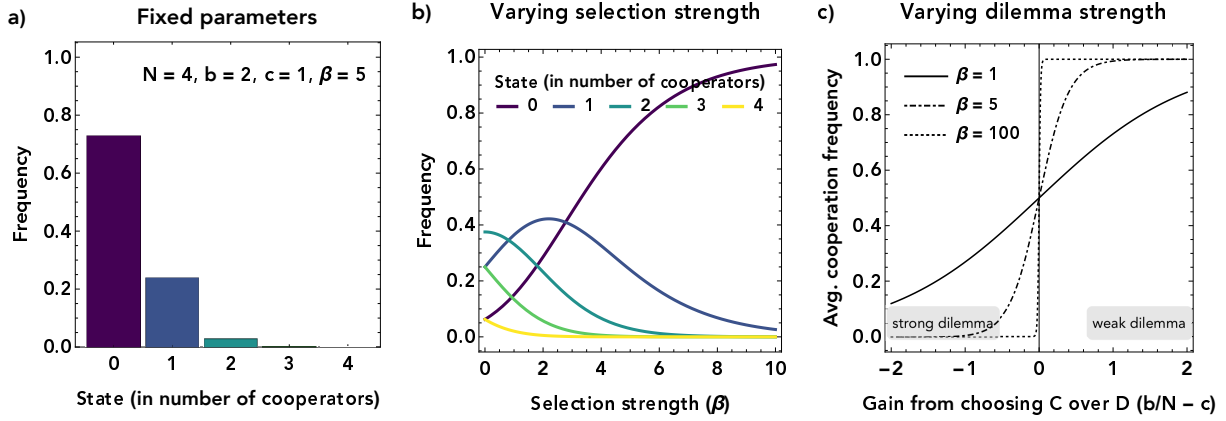 a)
Fixed parameters
N = 4, b = 2, c = 1, β = 5
Frequency
1.0
0.8
0.6
0.4
0.2
0.0
0 1 2 3 4
State (in number of cooperators)
b)
Varying selection strength
State (in number of cooperators)
0 1 2 3 4
Frequency
1.0
0.8
0.6
0.4
0.2
0.0
0 2 4 6 8 10
Selection strength (β)
c)
Varying dilemma strength
β = 1
β = 5
β = 100
Avg. cooperation frequency
1.0
0.8
0.6
0.4
0.2
0.0
strong dilemma
weak dilemma
−2 −1 0 1 2
Gain from choosing C over D (b/N − c)